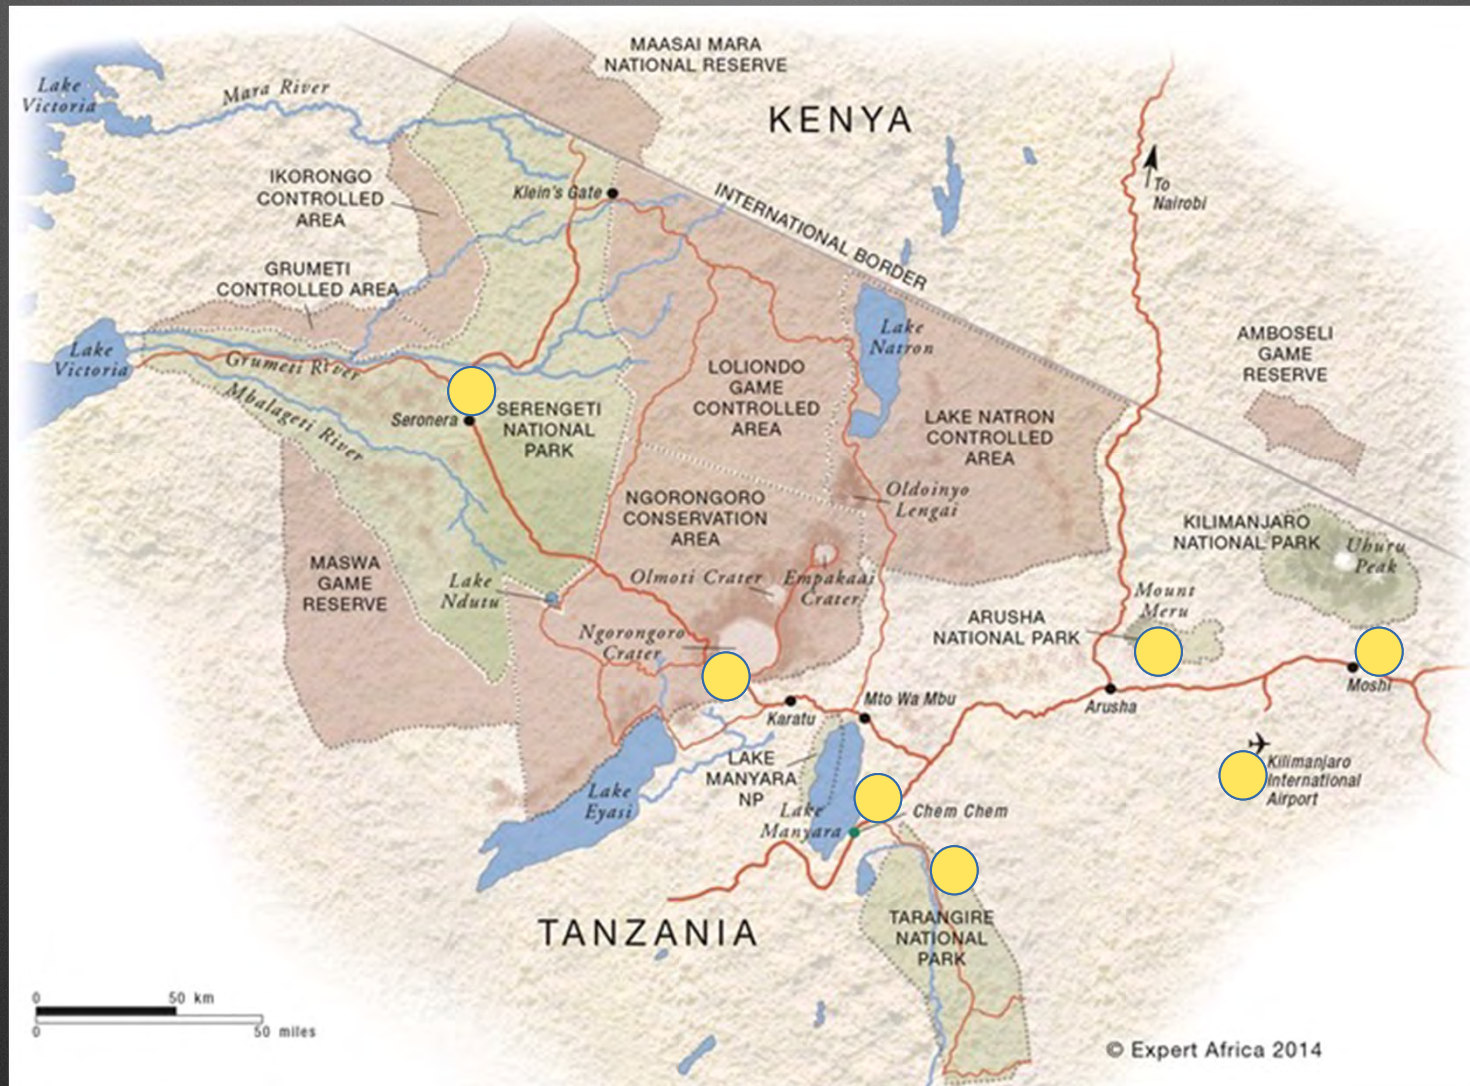 MAASAI MARA
NATIONAL RESERVE
Lake
Victoria
Mara River
KENYA
IKORONGO
CONTROLLED
AREA
Klein's Gate
INTERNATIONAL BORDER
To
Nairobi
GRUMETI
CONTROLLED AREA
Lake
Natron
AMBOSELI
GAME
RESERVE
Lake
Victoria
Grumeti River
Mbalageti River
Seronera
SERENGETI
NATIONAL
PARK
LOLIONDO
GAME
CONTROLLED
AREA
LAKE NATRON
CONTROLLED
AREA
NGORONGORO
CONSERVATION
AREA
Oldoinyo
Lengai
KILIMANJARO
NATIONAL PARK
Uhuru
Peak
MASWA
GAME
RESERVE
Lake
Ndutu
Olmoti Crater
Empakaai
Crater
Mount
Meru
ARUSHA
NATIONAL PARK
Ngorongoro
Crater
Karatu
Mto Wa Mbu
Arusha
Moshi
LAKE
MANYARA
NP
Lake
Eyasi
Lake
Manyara
Chem Chem
Kilimanjaro
International
Airport
TANZANIA
TARANGIRE
NATIONAL
PARK
0 50 km
0 50 miles
© Expert Africa 2014